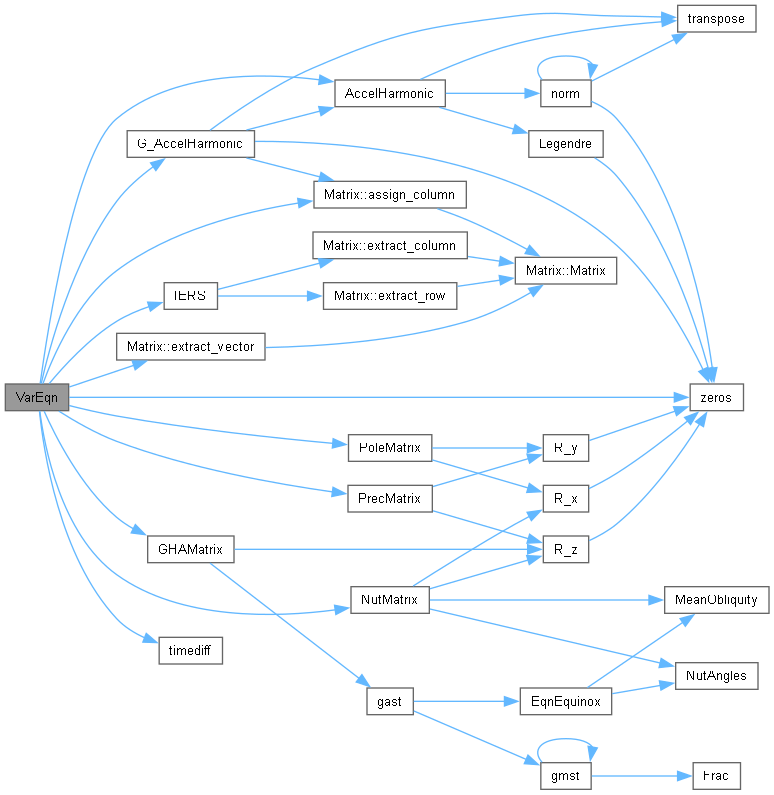 transpose
AccelHarmonic
norm
G_AccelHarmonic
Legendre
Matrix::assign_column
Matrix::extract_column
Matrix::Matrix
IERS
Matrix::extract_row
Matrix::extract_vector
VarEqn
zeros
PoleMatrix
R_y
PrecMatrix
R_x
GHAMatrix
R_z
NutMatrix
MeanObliquity
timediff
NutAngles
gast
EqnEquinox
gmst
Frac